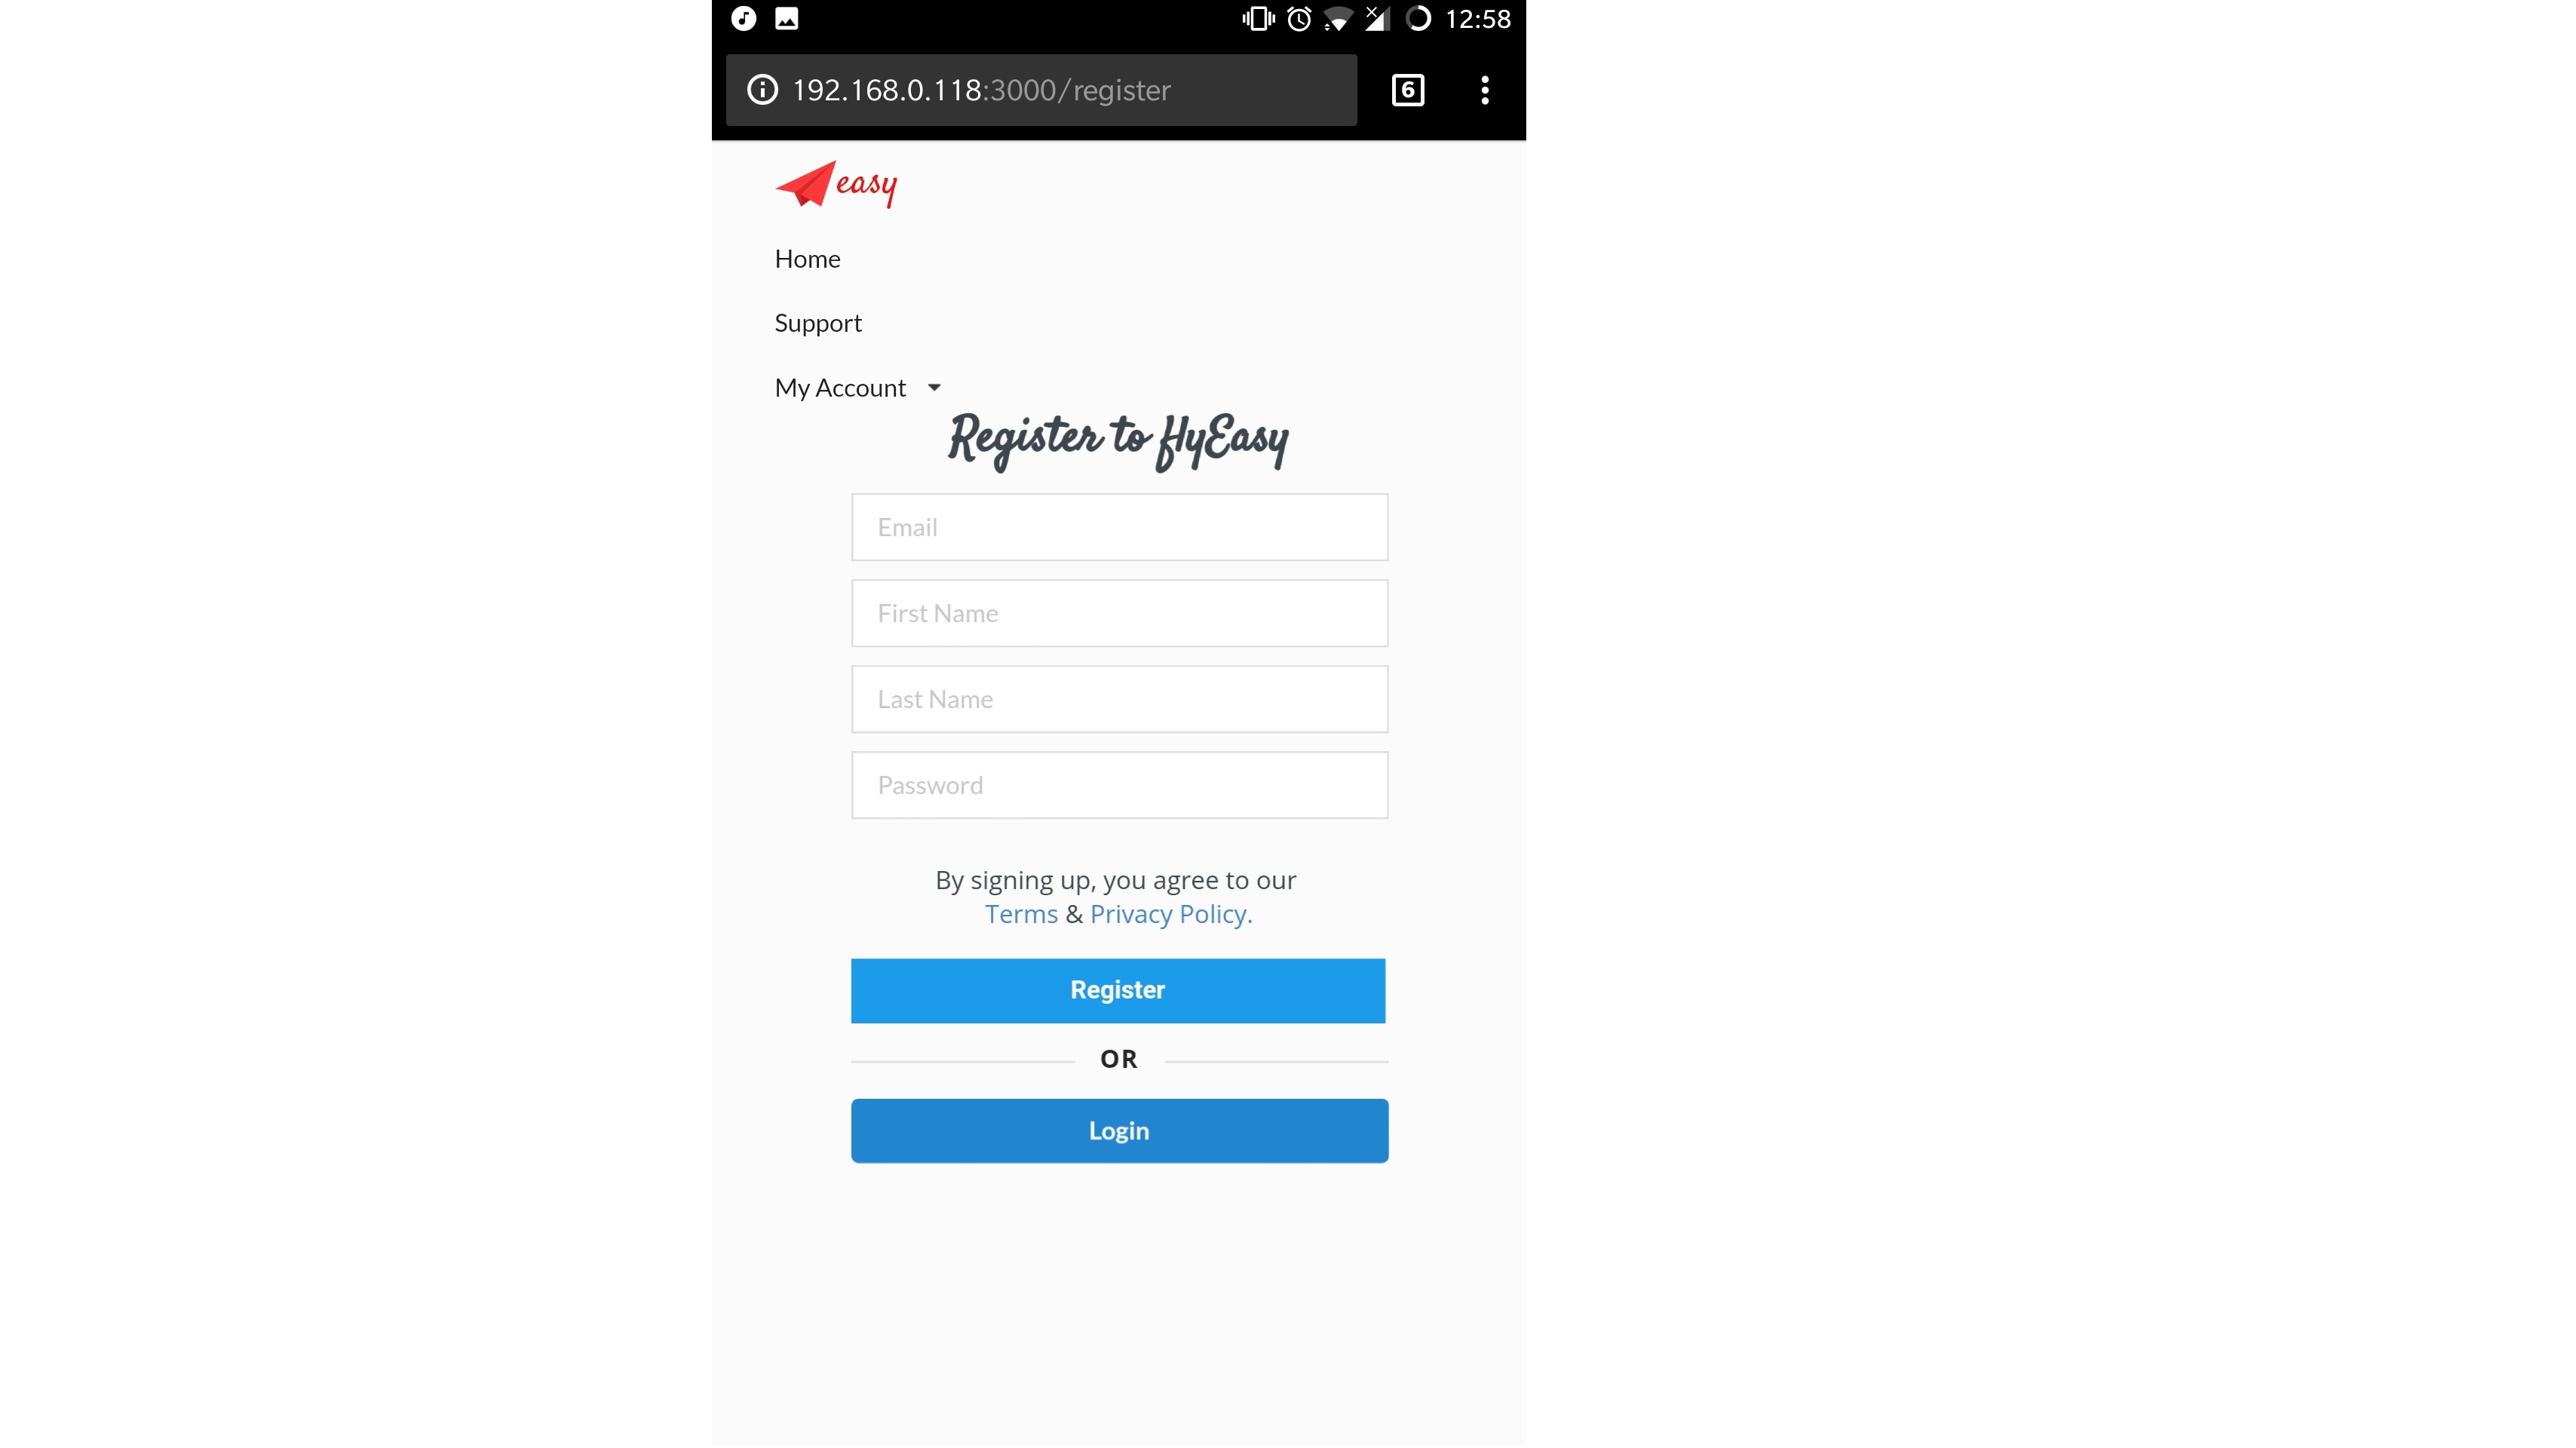 12:58
192.168.0.118:3000/register
6
easy
Home
Support
My Account
Register to flyEasy
Email
First Name
Last Name
Password
By signing up, you agree to our
Terms & Privacy Policy.
Register
OR
Login